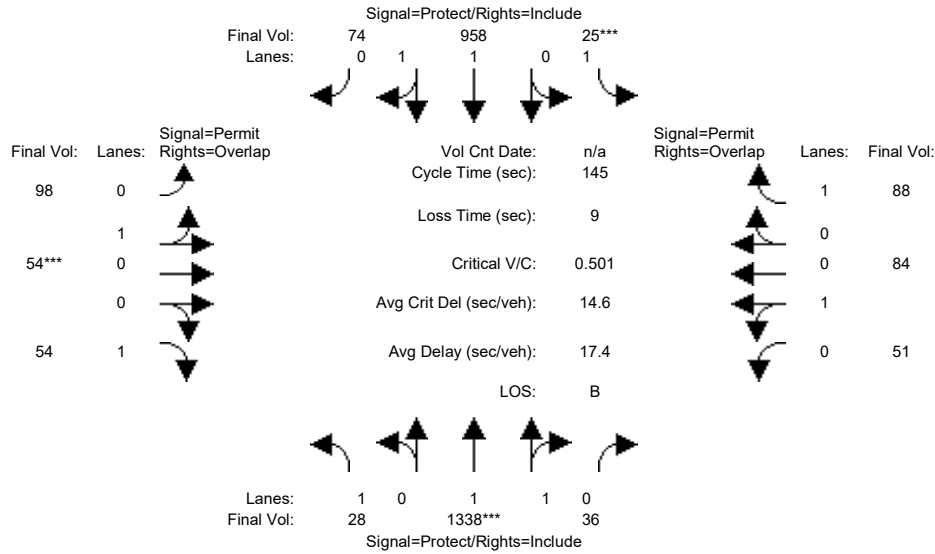 Signal=Protect/Rights=Include
Final Vol: 74 958 25***
Lanes: 0 1 1 0 1
Signal=Permit Signal=Permit
Final Vol: Lanes: Rights=Overlap Vol Cnt Date: n/a Rights=Overlap Lanes: Final Vol:
Cycle Time (sec): 145
98 0 1 88
Loss Time (sec): 9
1 0
54*** 0 Critical V/C: 0.501 0 84
0 Avg Crit Del (sec/veh): 14.6 1
54 1 Avg Delay (sec/veh): 17.4 0 51
LOS: B
Lanes: 1 0 1 1 0
Final Vol: 28 1338*** 36
Signal=Protect/Rights=Include